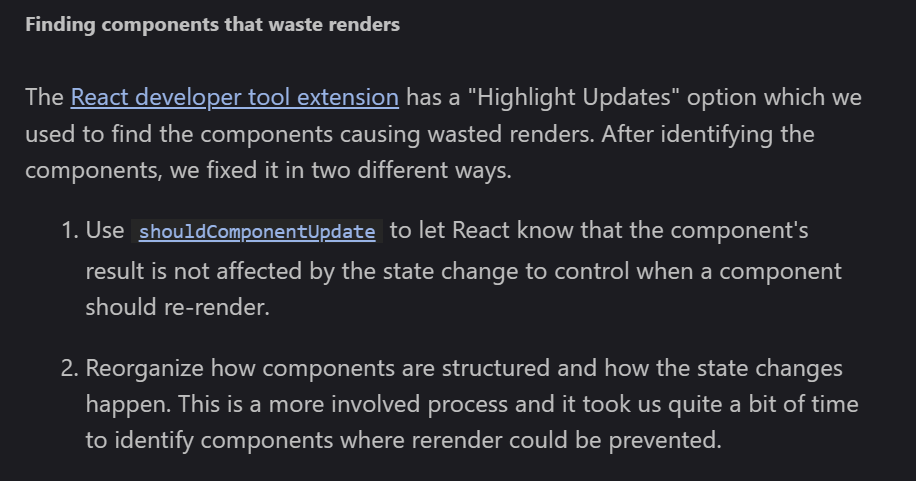 Finding components that waste renders
The React developer tool extension has a "Highlight Updates" option which we
used to find the components causing wasted renders. After identifying the
components, we fixed it in two different ways.
1. Use shouldComponentUpdate to let React know that the component's
result is not affected by the state change to control when a component
should re-render.
2. Reorganize how components are structured and how the state changes
happen. This is a more involved process and it took us quite a bit of time
to identify components where rerender could be prevented.